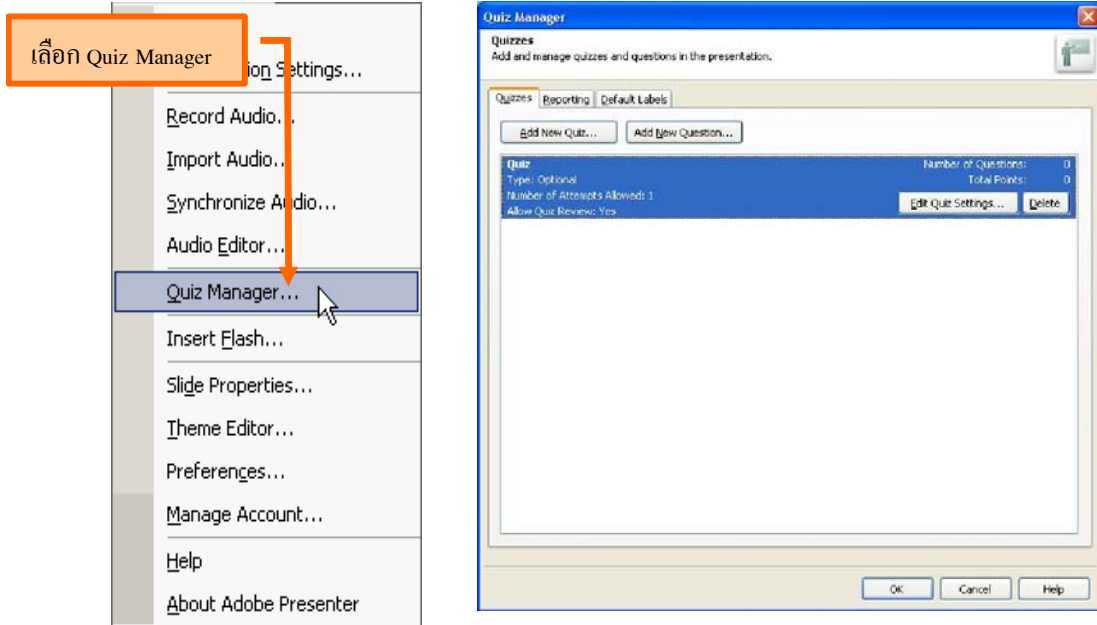 เลือก Quiz Manager
ion Settings...
Record Audio...
Import Audio...
Synchronize Audio...
Audio Editor...
Quiz Manager...
Insert Flash...
Slide Properties...
Theme Editor...
Preferences...
Manage Account...
Help
About Adobe Presenter
Quiz Manager
Quizzes
Add and manage quizzes and questions in the presentation.
Quizzes Reporting Default Labels
Add New Quiz... Add New Question...
Quiz Number of Questions: 0
Type: Optional Total Points: 0
Number of Attempts Allowed: 1
Allow Quiz Review: Yes
Edit Quiz Settings... Delete
OK Cancel Help